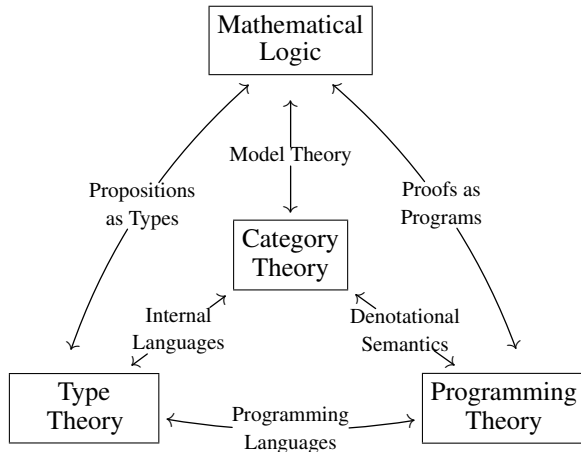 Mathematical
Logic
Model Theory
Propositions
as Types
Proofs as
Programs
Category
Theory
Internal
Languages
Denotational
Semantics
Type
Theory
Programming
Languages
Programming
Theory